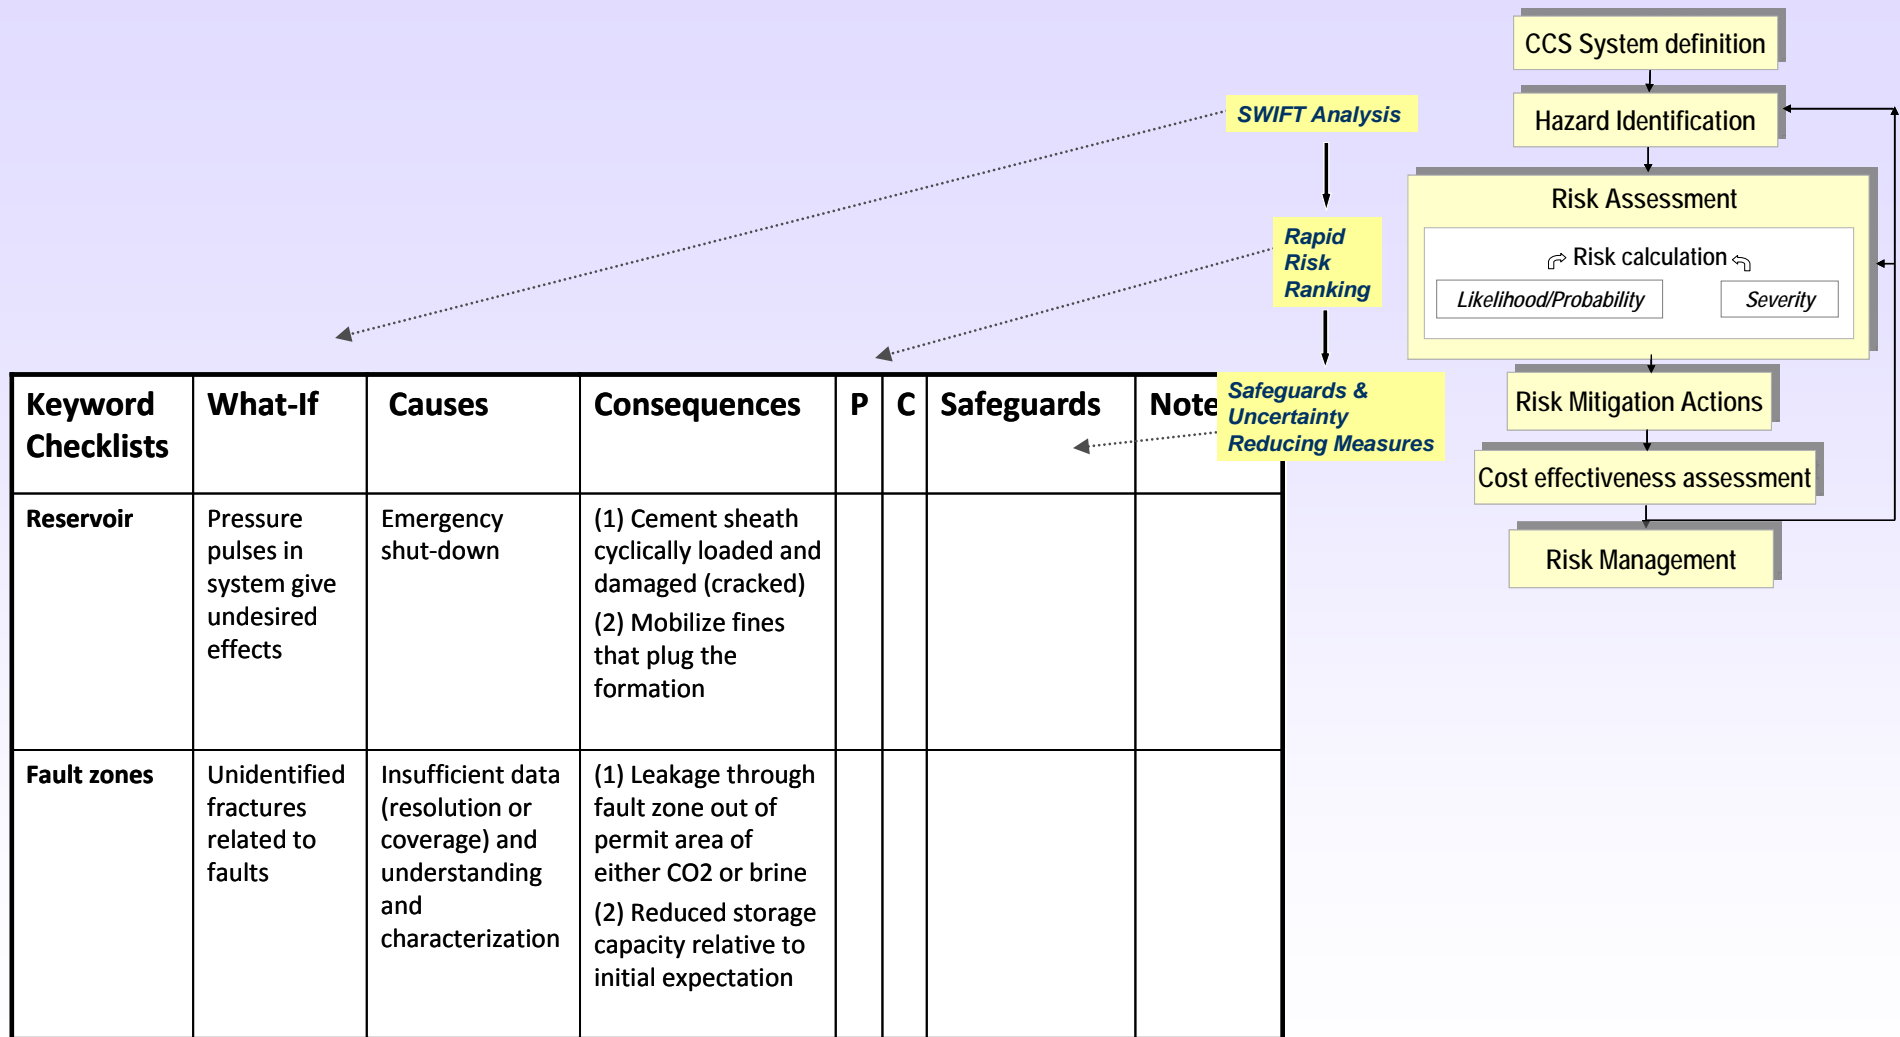 CCS System definition
Hazard Identification
Risk Assessment
Risk calculation
Likelihood/Probability
Severity
Risk Mitigation Actions
Cost effectiveness assessment
Risk Management
SWIFT Analysis
Rapid
Risk
Ranking
Safeguards &
Uncertainty
Reducing Measures
Keyword
Checklists
What-If
Causes
Consequences
P
C
Safeguards
Note
Reservoir
Pressure
pulses in
system give
undesired
effects
Emergency
shut-down
(1) Cement sheath
cyclically loaded and
damaged (cracked)
(2) Mobilize fines
that plug the
formation
Fault zones
Unidentified
fractures
related to
faults
Insufficient data
(resolution or
coverage) and
understanding
and
characterization
(1) Leakage through
fault zone out of
permit area of
either CO2 or brine
(2) Reduced storage
capacity relative to
initial expectation